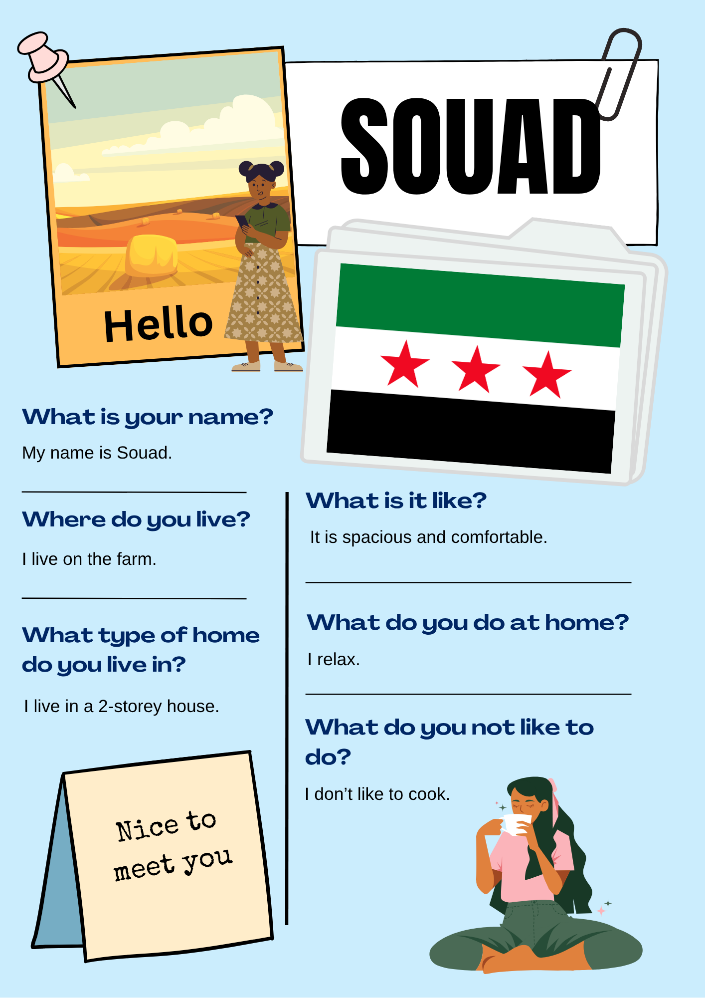 SOUAD
Hello
What is your name?
My name is Souad.
Where do you live?
I live on the farm.
What type of home
do you live in?
I live in a 2-storey house.
Nice to
meet you
What is it like?
It is spacious and comfortable.
What do you do at home?
I relax.
What do you not like to
do?
I don’t like to cook.